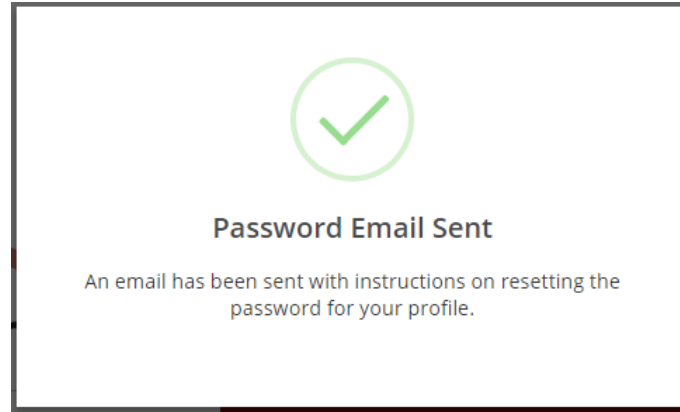 Password Email Sent
An email has been sent with instructions on resetting the
password for your profile.